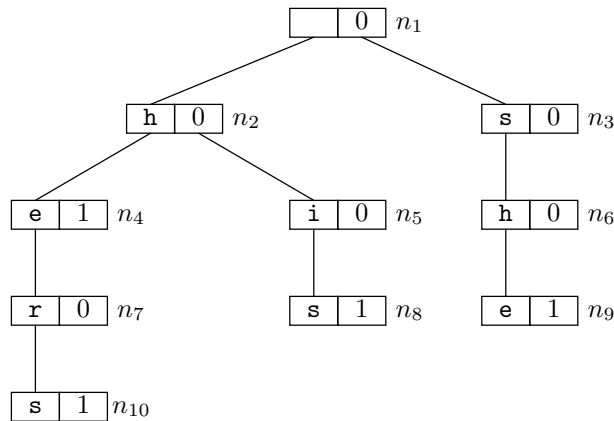 0 n₁
h 0 n₂ s 0 n₃
e 1 n₄ i 0 n₅ h 0 n₆
r 0 n₇ s 1 n₈ e 1 n₉
s 1 n₁₀